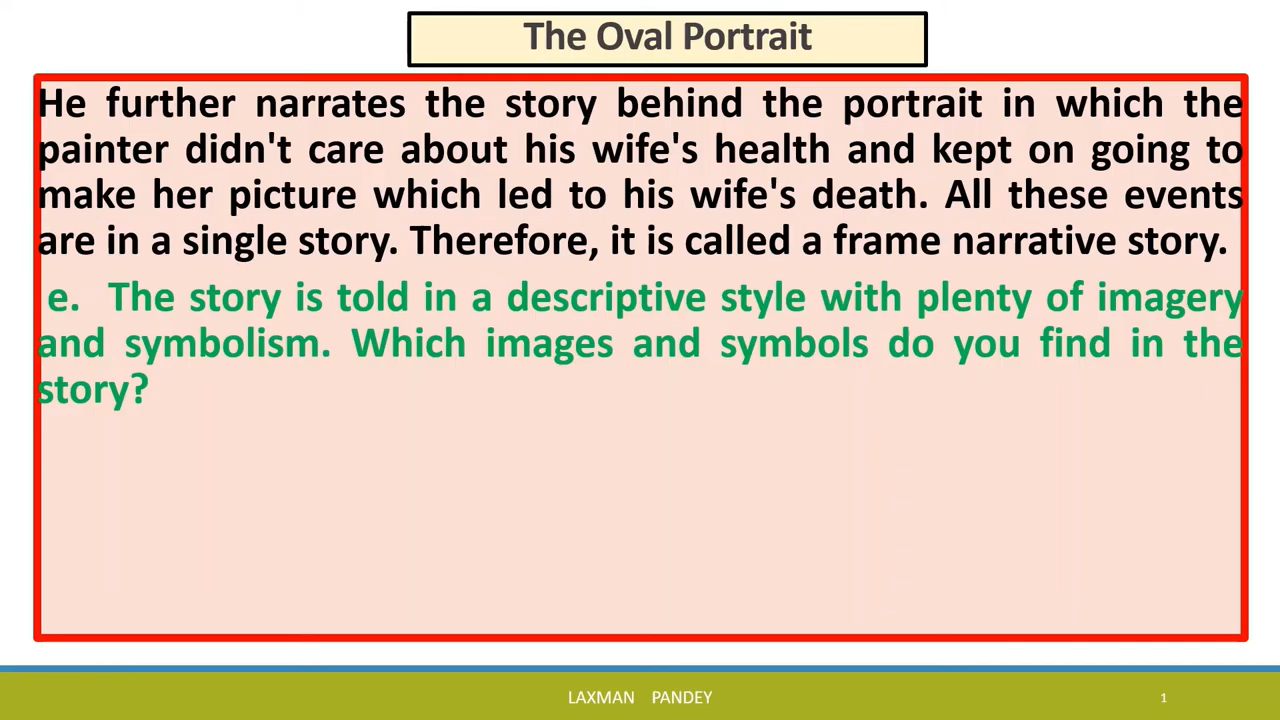 The Oval Portrait
He further narrates the story behind the portrait in which the
painter didn't care about his wife's health and kept on going to
make her picture which led to his wife's death. All these events
are in a single story. Therefore, it is called a frame narrative story.
e. The story is told in a descriptive style with plenty of imagery
and symbolism. Which images and symbols do you find in the
story?
LAXMAN PANDEY
1